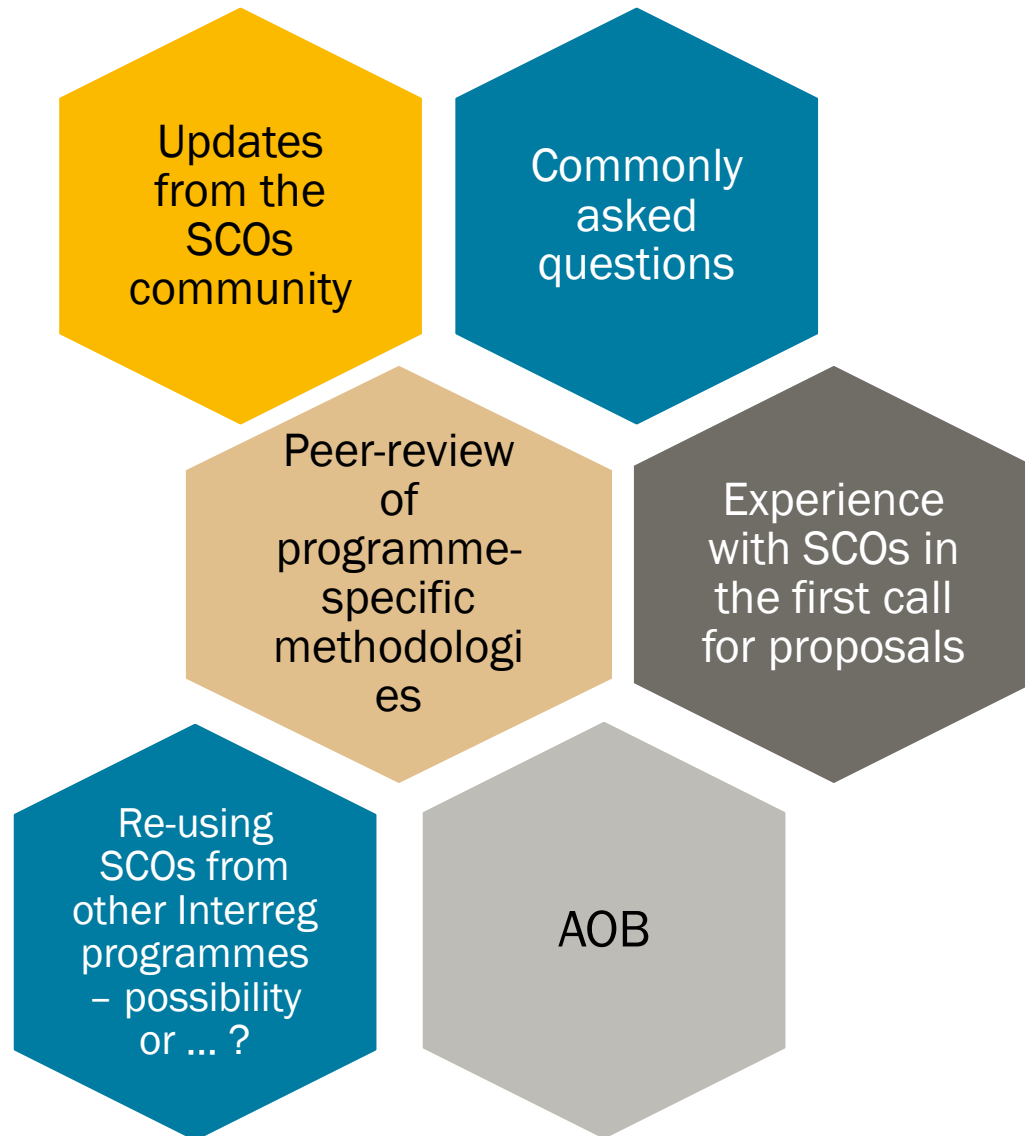 Updates
from the
SCOs
community
Commonly
asked
questions
Peer-review
of
programme-
specific
methodologi
es
Experience
with SCOs in
the first call
for proposals
Re-using
SCOs from
other Interreg
programmes
– possibility
or ... ?
AOB